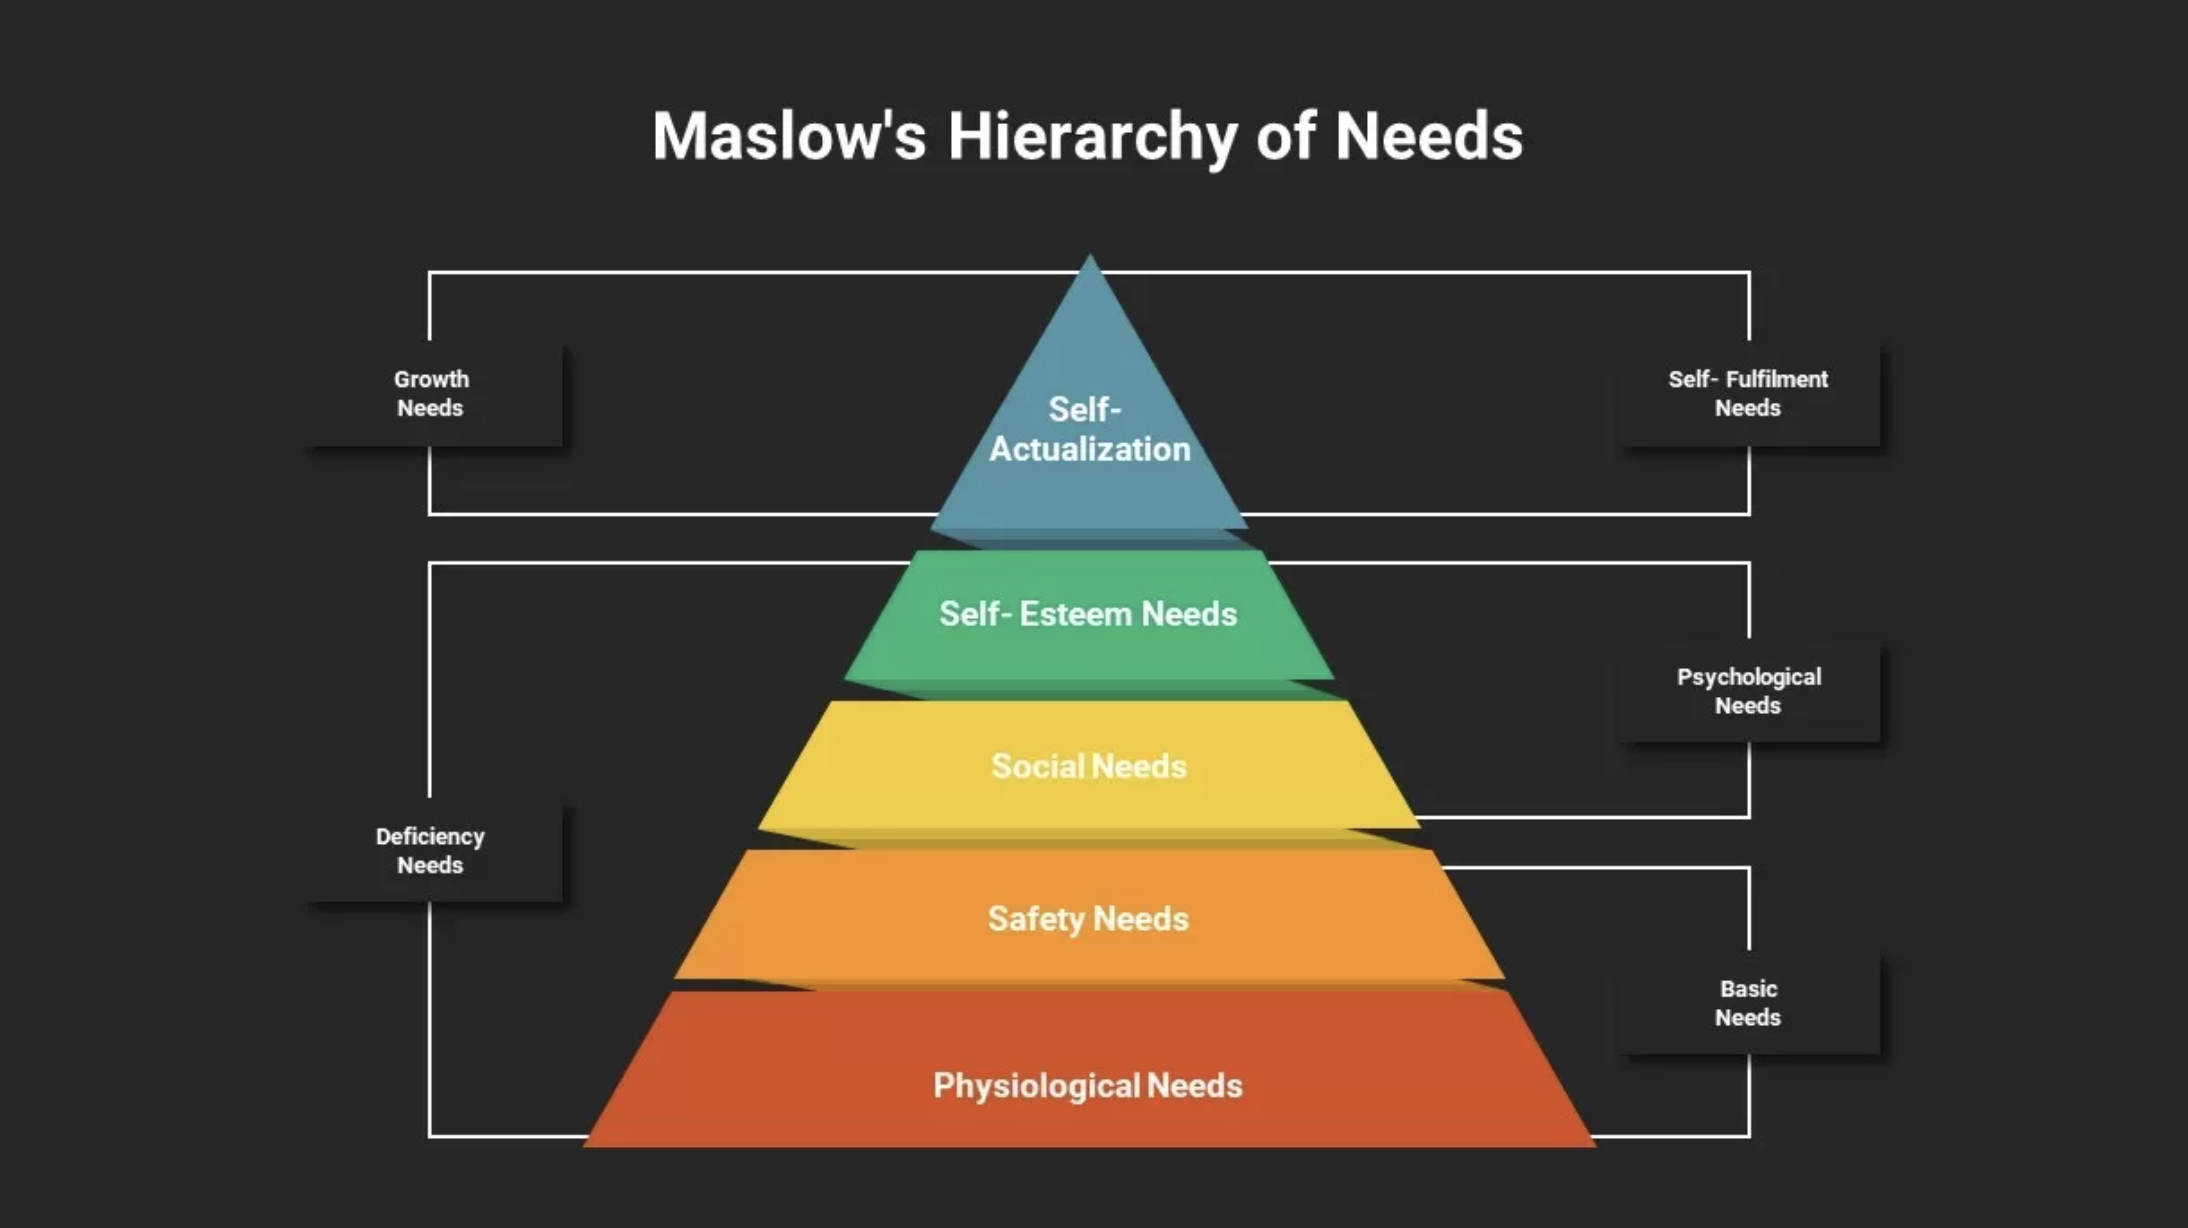 Maslow's Hierarchy of Needs
Growth
Needs
Self- Fulfilment
Needs
Self-
Actualization
Self- Esteem Needs
Psychological
Needs
Social Needs
Deficiency
Needs
Safety Needs
Basic
Needs
Physiological Needs